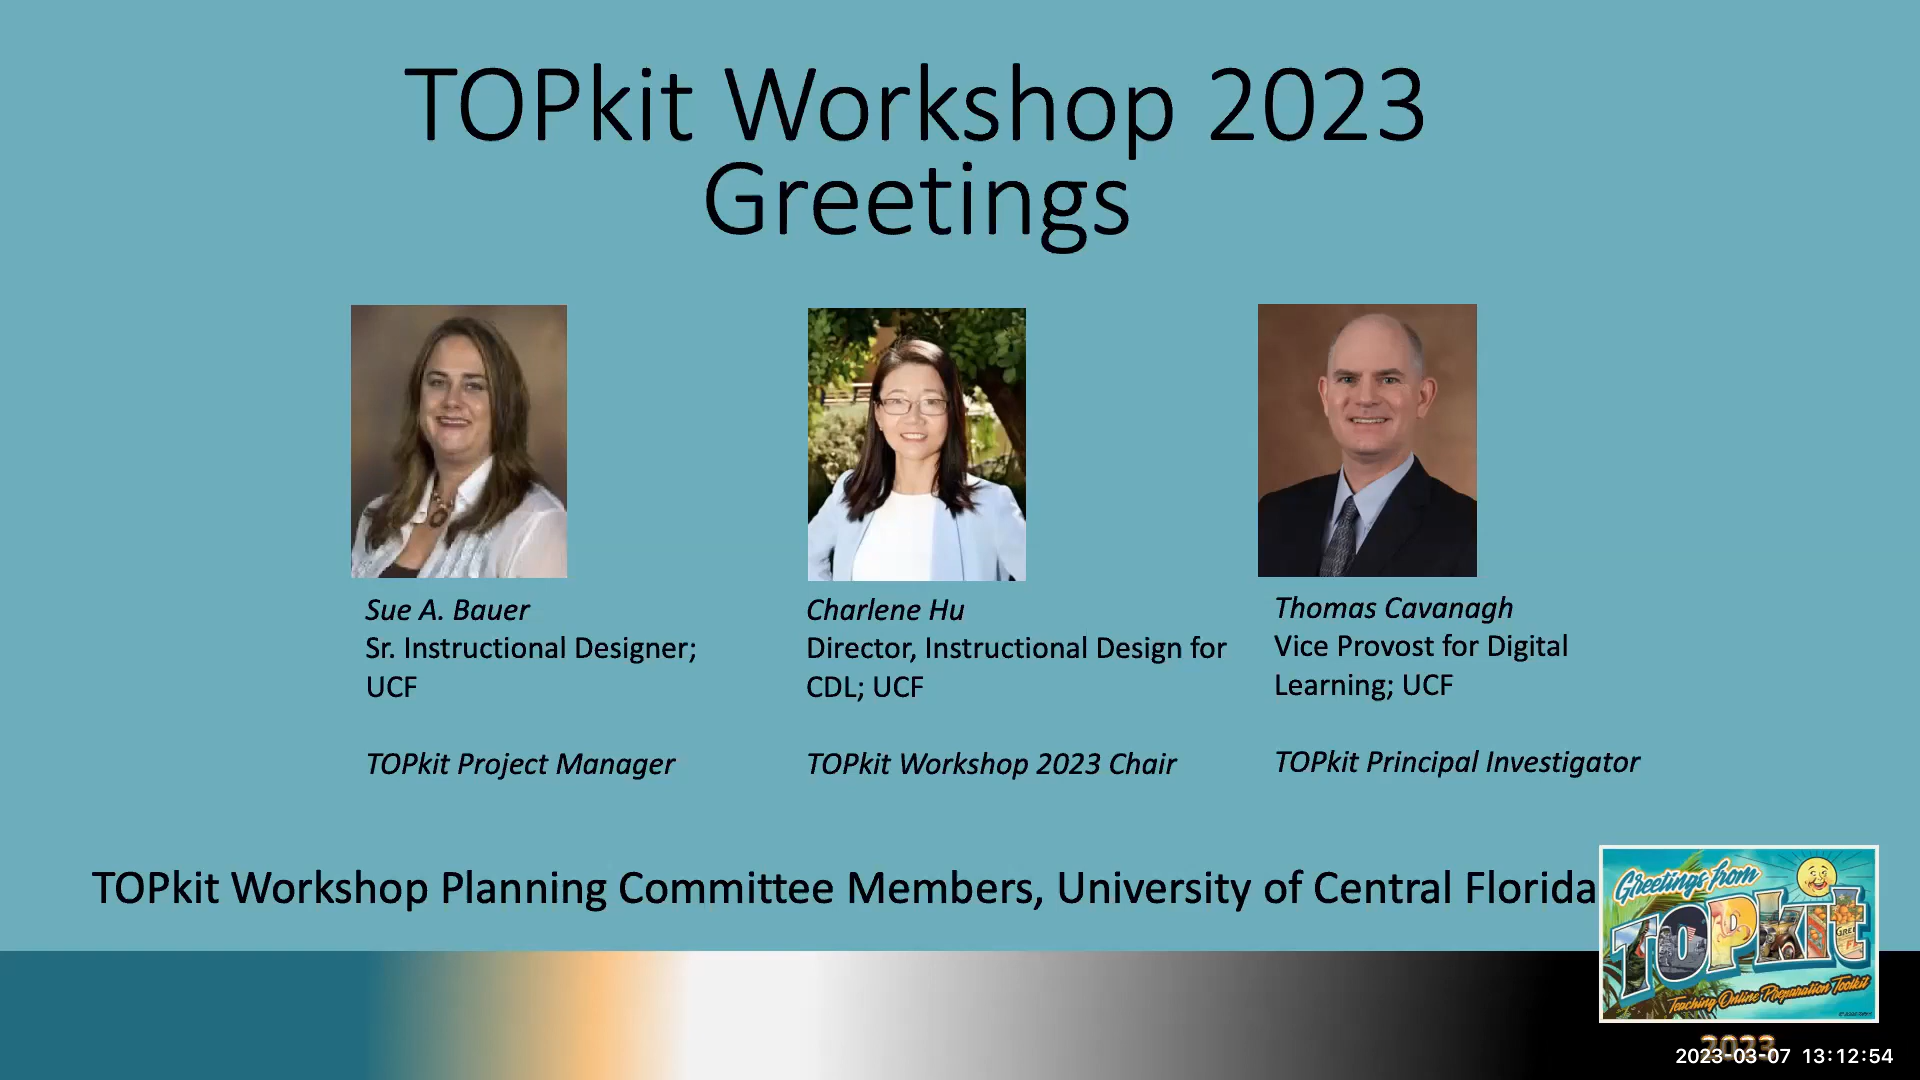 TOPkit Workshop 2023
Greetings
Sue A. Bauer
Sr. Instructional Designer;
UCF
TOPkit Project Manager
Charlene Hu
Director, Instructional Design for
CDL; UCF
TOPkit Workshop 2023 Chair
Thomas Cavanagh
Vice Provost for Digital
Learning; UCF
TOPkit Principal Investigator
TOPkit Workshop Planning Committee Members, University of Central Florida
Greetings from
TOPkit
Teaching Online Preparation Toolkit
2023
2023-03-07 13:12:54